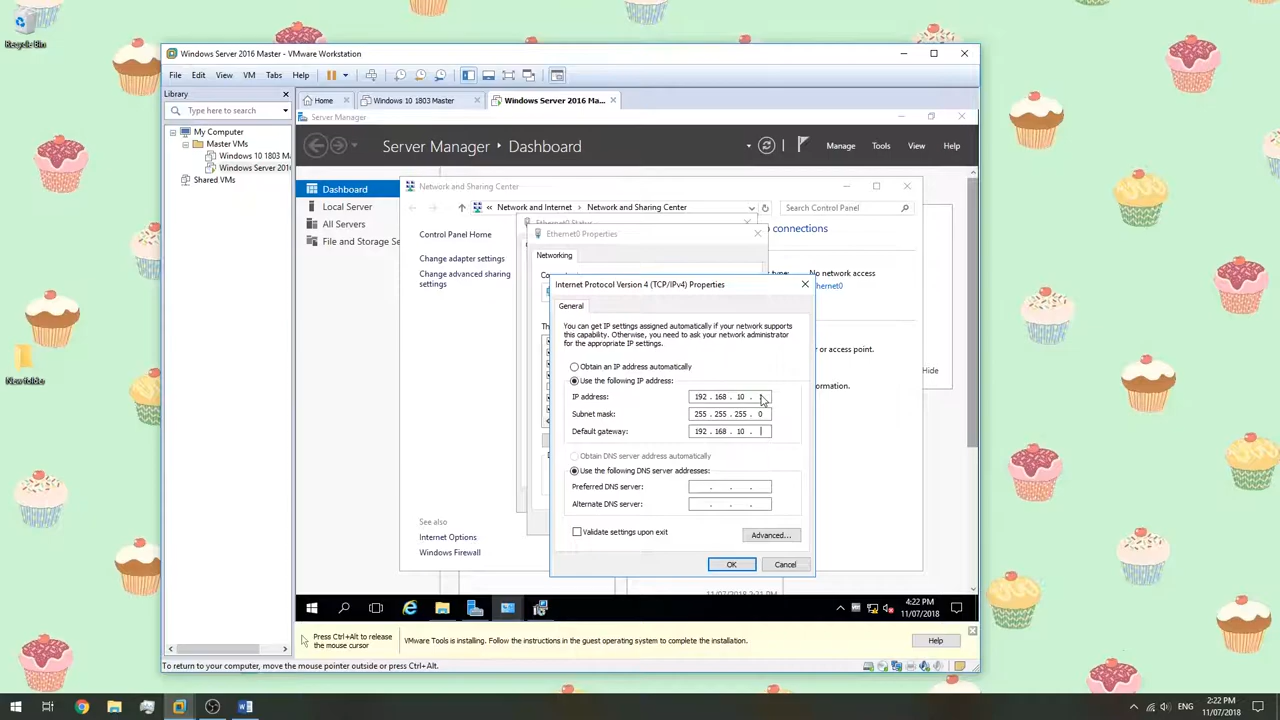 Recycle Bin
New folder
Windows Server 2016 Master - VMware Workstation
File Edit View VM Tabs Help
Library
Type here to search
My Computer
Master VMs
Windows 10 1803 M
Windows Server 201
Shared VMs
Home
Windows 10 1803 Master
Windows Server 2016 Ma...
Server Manager
Server Manager • Dashboard
Manage Tools View Help
Dashboard
Local Server
All Servers
File and Storage Se
Network and Sharing Center
« Network and Internet > Network and Sharing Center
Search Control Panel
Control Panel Home
Change adapter settings
Change advanced sharing
settings
See also
Internet Options
Windows Firewall
connections
type: No network access
hernet0
or access point.
ormation.
Hide
Ethernet0 Status
Ethernet0 Properties
Networking
Internet Protocol Version 4 (TCP/IPv4) Properties
General
You can get IP settings assigned automatically if your network supports
this capability. Otherwise, you need to ask your network administrator
for the appropriate IP settings.
Obtain an IP address automatically
Use the following IP address:
IP address: 192 . 168 . 10 .
Subnet mask: 255 . 255 . 255 . 0
Default gateway: 192 . 168 . 10 .
Obtain DNS server address automatically
Use the following DNS server addresses:
Preferred DNS server: . . .
Alternate DNS server: . . .
Validate settings upon exit
Advanced...
OK
Cancel
11/07/2018 2:21 PM
4:22 PM
11/07/2018
Press Ctrl+Alt to release
the mouse cursor
VMware Tools is installing. Follow the instructions in the guest operating system to complete the installation.
Help
To return to your computer, move the mouse pointer outside or press Ctrl+Alt.
ENG
2:22 PM
11/07/2018